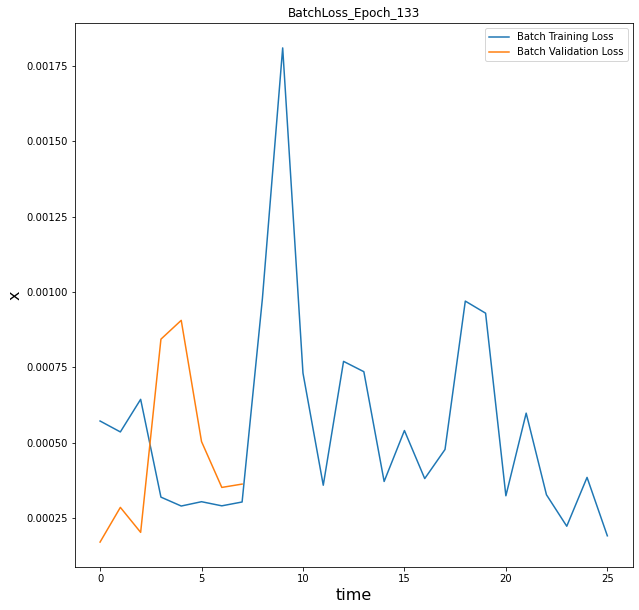 BatchLoss_Epoch_133
Batch Training Loss
Batch Validation Loss
0.00175
0.00150
0.00125
0.00100
0.00075
0.00050
0.00025
x
0 5 10 15 20 25
time